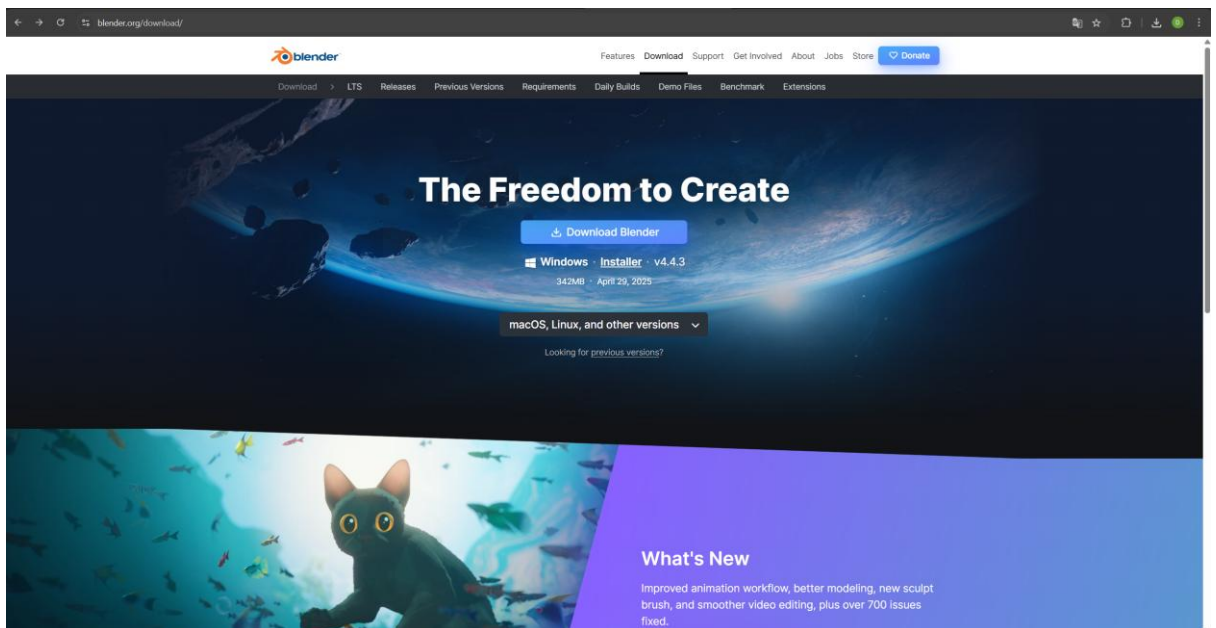 blender.org/download/
blender
Features Download Support Get Involved About Jobs Store Donate
Download > LTS Releases Previous Versions Requirements Daily Builds Demo Files Benchmark Extensions
The Freedom to Create
Download Blender
Windows · Installer · v4.4.3
342MB · April 29, 2025
macOS, Linux, and other versions
Looking for previous versions?
What's New
Improved animation workflow, better modeling, new sculpt
brush, and smoother video editing, plus over 700 issues
fixed.